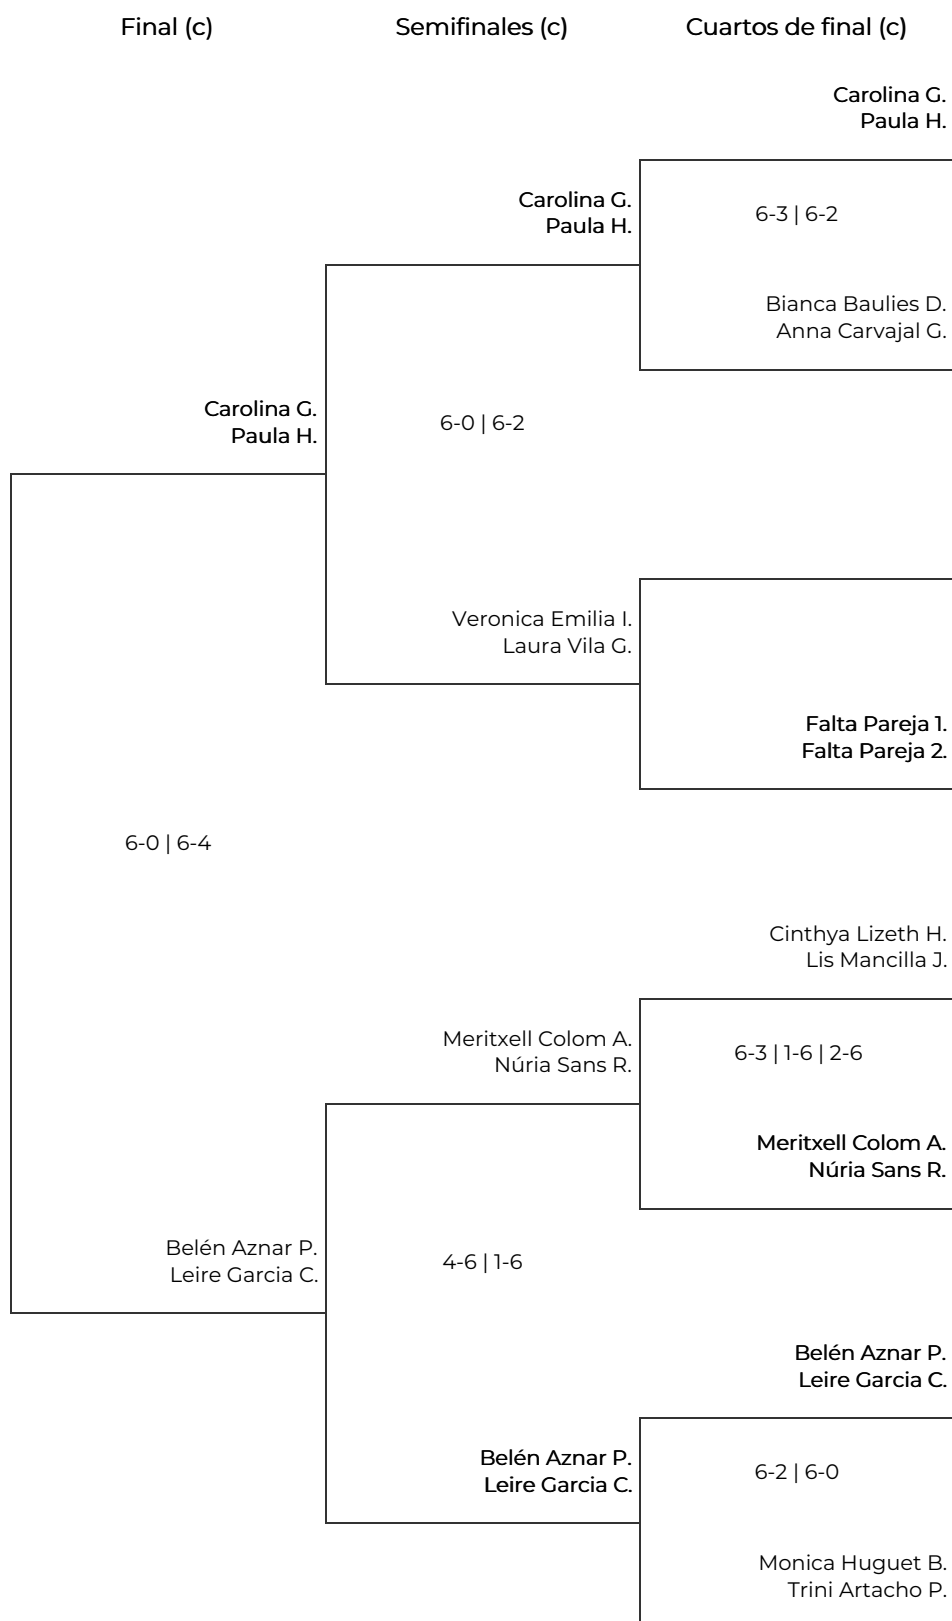 Final (c)
Semifinales (c)
Cuartos de final (c)
Carolina G.
Paula H.
Carolina G.
Paula H.
6-3 | 6-2
Bianca Baulies D.
Anna Carvajal G.
Carolina G.
Paula H.
6-0 | 6-2
Veronica Emilia I.
Laura Vila G.
Falta Pareja 1.
Falta Pareja 2.
6-0 | 6-4
Cinthya Lizeth H.
Lis Mancilla J.
Meritxell Colom A.
Núria Sans R.
6-3 | 1-6 | 2-6
Meritxell Colom A.
Núria Sans R.
Belén Aznar P.
Leire Garcia C.
4-6 | 1-6
Belén Aznar P.
Leire Garcia C.
Belén Aznar P.
Leire Garcia C.
6-2 | 6-0
Monica Huguet B.
Trini Artacho P.